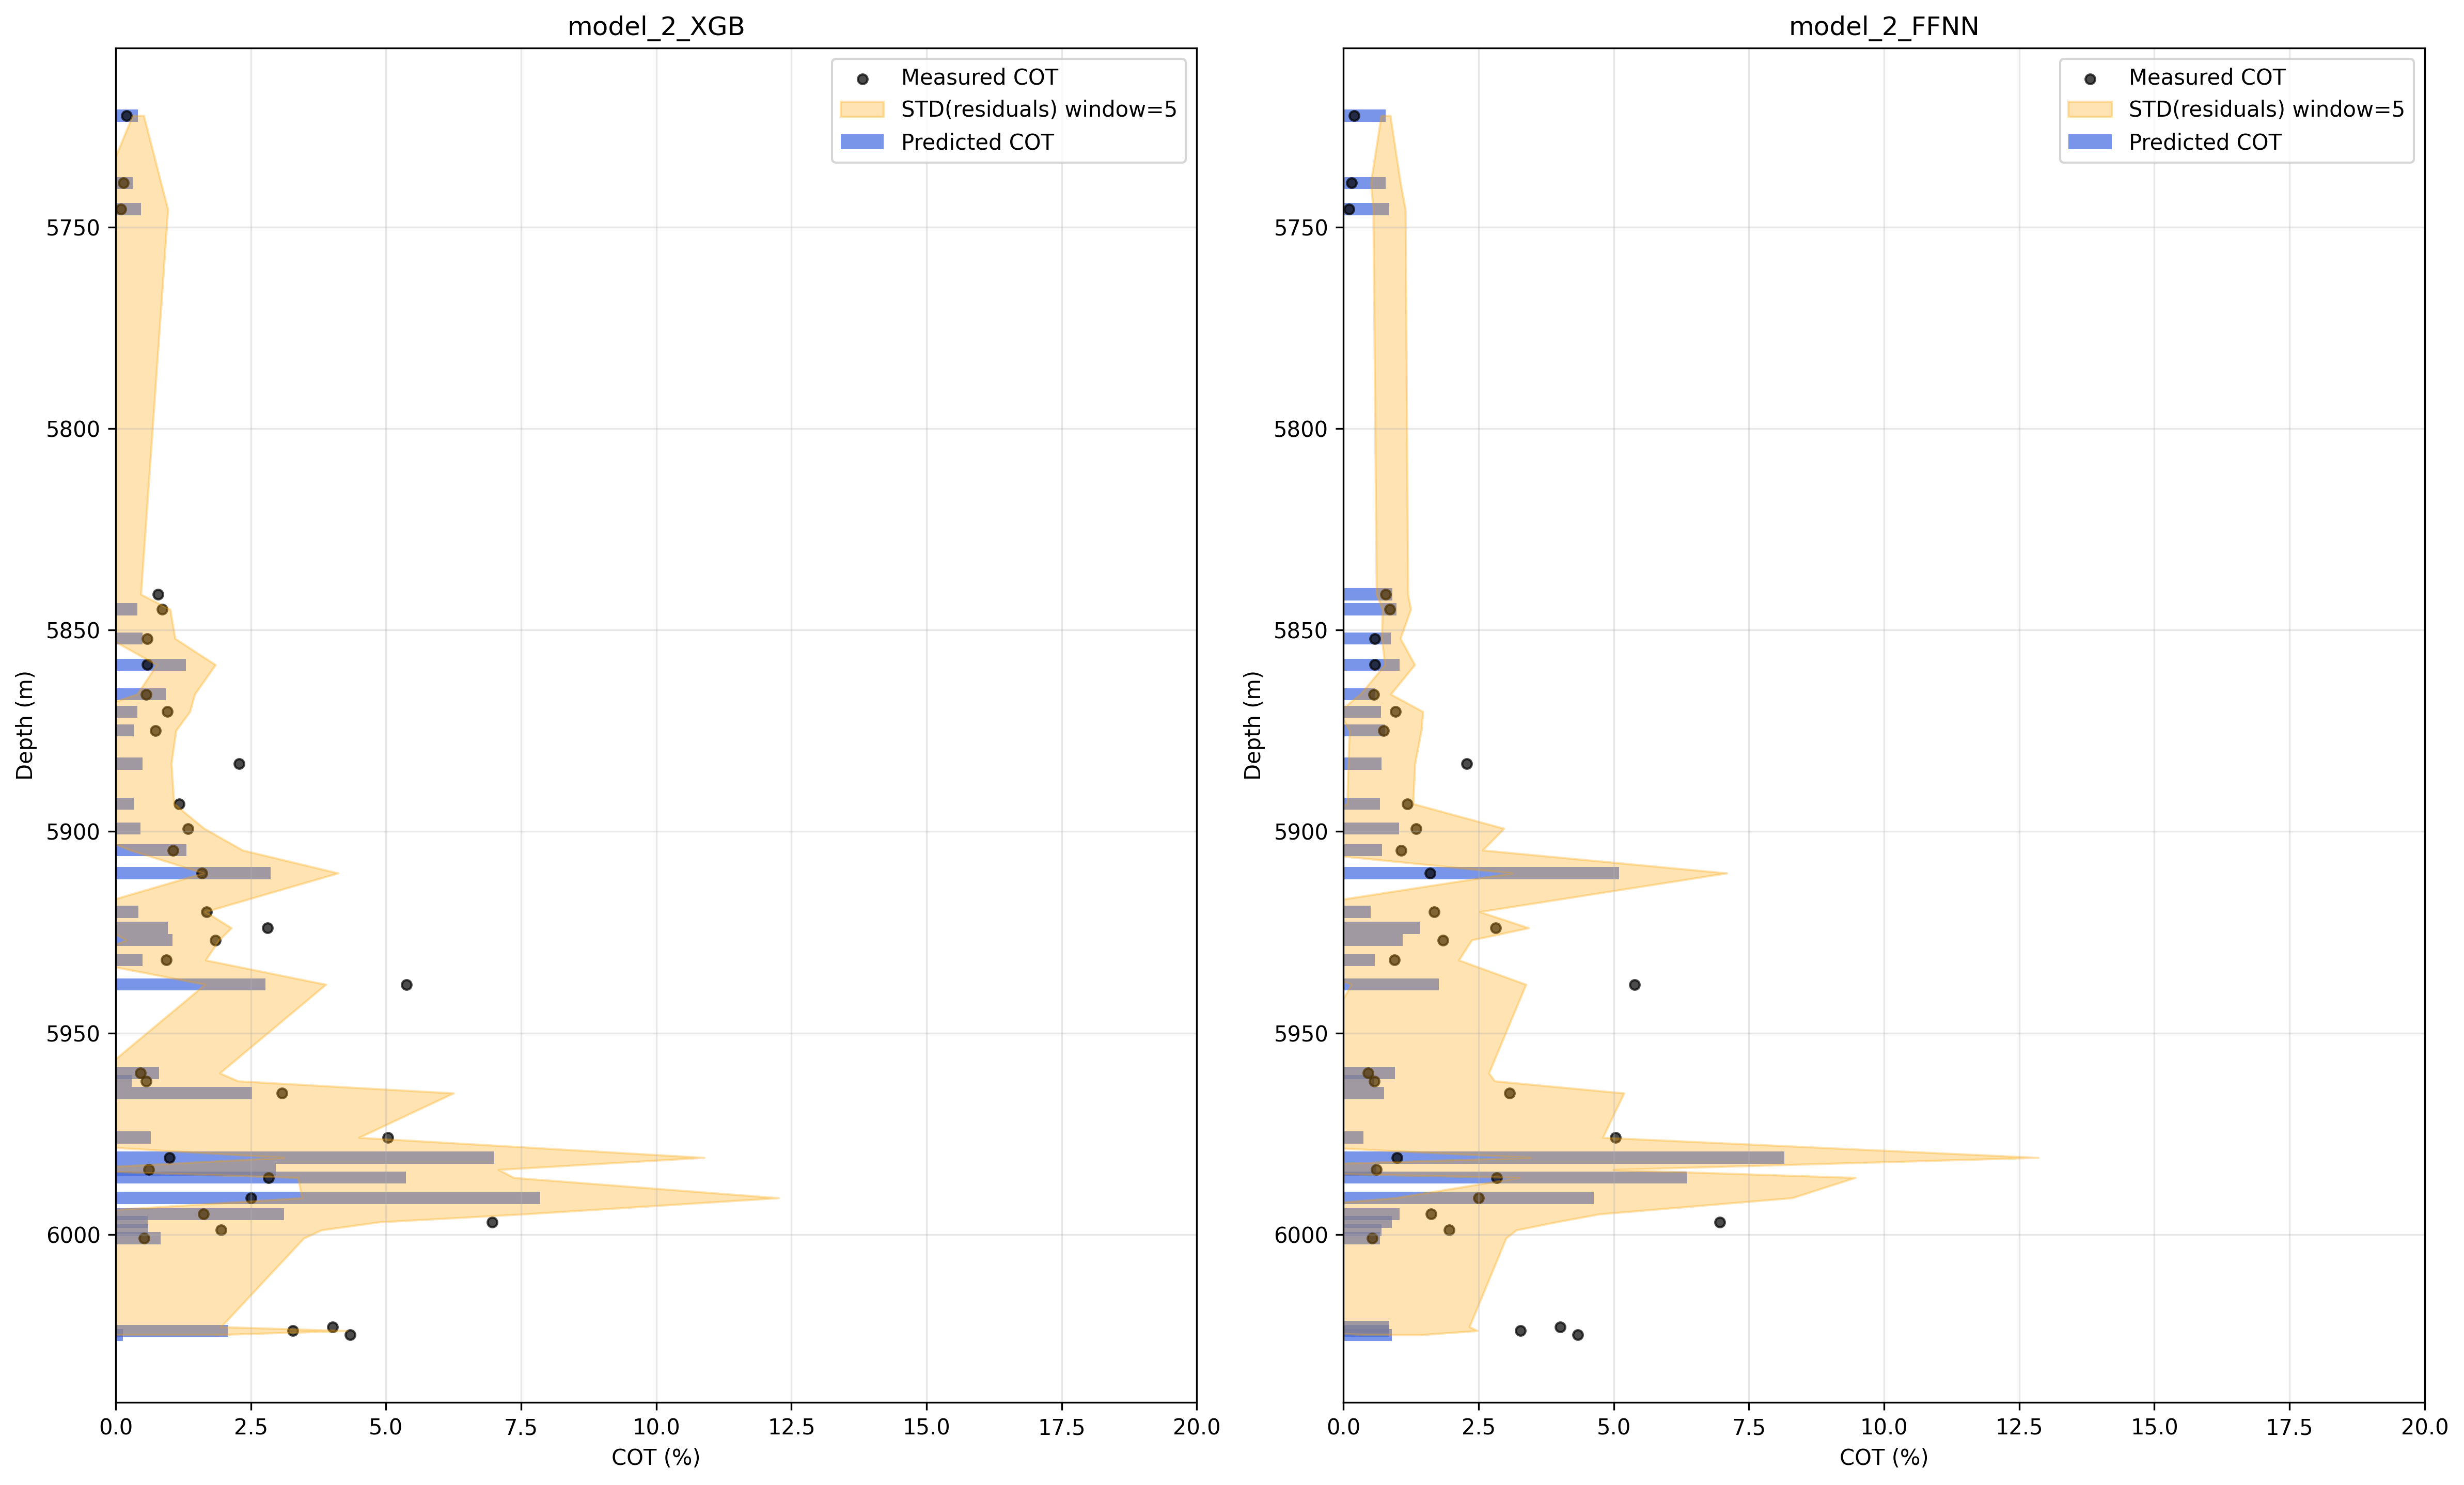 model_2_XGB
Measured COT
STD(residuals) window=5
Predicted COT
5750
5800
5850
5900
5950
6000
Depth (m)
0.0 2.5 5.0 7.5 10.0 12.5 15.0 17.5 20.0
COT (%)
model_2_FFNN
Measured COT
STD(residuals) window=5
Predicted COT
5750
5800
5850
5900
5950
6000
Depth (m)
0.0 2.5 5.0 7.5 10.0 12.5 15.0 17.5 20.0
COT (%)